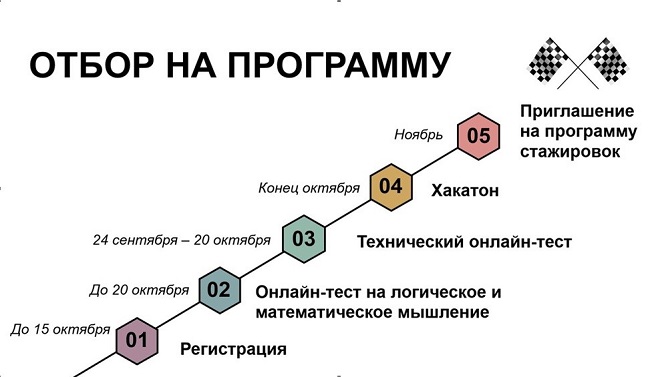 ОТБОР НА ПРОГРАММУ
Приглашение
на программу
стажировок
Ноябрь
05
Конец октября
04
Хакатон
24 сентября – 20 октября
03
Технический онлайн-тест
До 20 октября
02
Онлайн-тест на логическое и
математическое мышление
До 15 октября
01
Регистрация